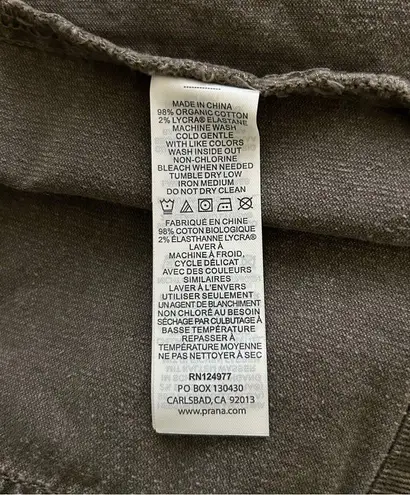 MADE IN CHINA
98% ORGANIC COTTON
2% LYCRA® ELASTANE
MACHINE WASH
COLD GENTLE
WITH LIKE COLORS
WASH INSIDE OUT
NON-CHLORINE
BLEACH WHEN NEEDED
TUMBLE DRY LOW
IRON MEDIUM
DO NOT DRY CLEAN
FABRIQUÉ EN CHINE
98% COTON BIOLOGIQUE
2% ÉLASTHANNE LYCRA®
LAVER À
MACHINE À FROID,
CYCLE DÉLICAT
AVEC DES COULEURS
SIMILAIRES
LAVER À L'ENVERS
UTILISER SEULEMENT
UN AGENT DE BLANCHIMENT
NON CHLORÉ AU BESOIN
SÉCHAGE PAR CULBUTAGE À
BASSE TEMPÉRATURE
REPASSER À
TEMPÉRATURE MOYENNE
NE PAS NETTOYER À SEC
RN124977
PO BOX 130430
CARLSBAD, CA 92013
www.prana.com